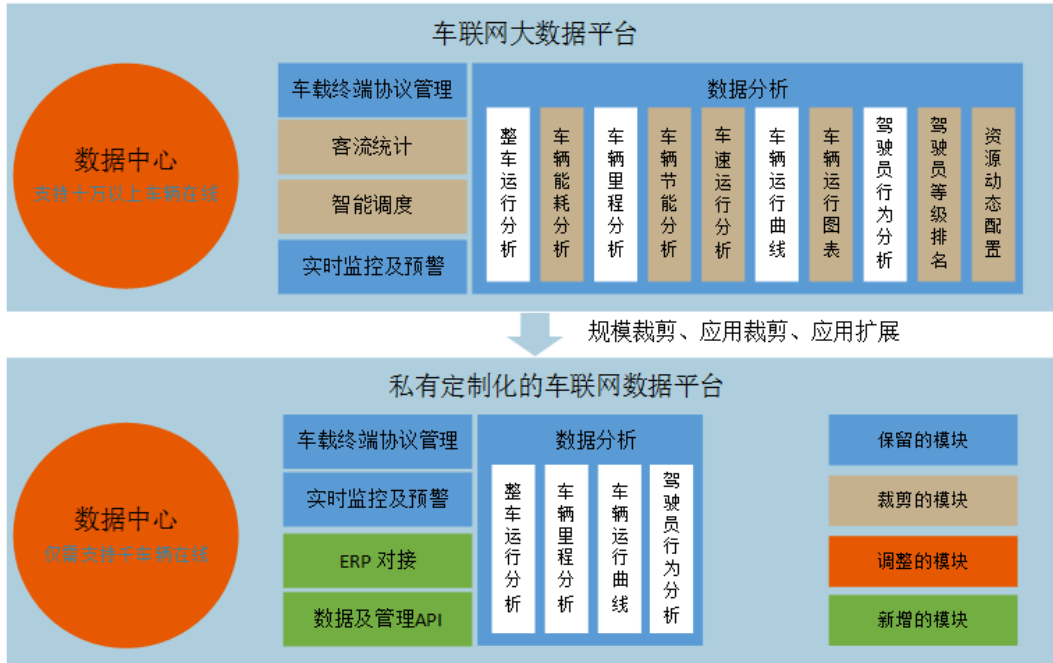 车联网大数据平台
数据中心
支持十万以上车辆在线
车载终端协议管理
客流统计
智能调度
实时监控及预警
数据分析
整车运行分析
车辆能耗分析
车辆里程分析
车辆节能分析
车速运行分析
车辆运行曲线
车辆运行图表
驾驶员行为分析
驾驶员等级排名
资源动态配置
规模裁剪、应用裁剪、应用扩展
私有定制化的车联网数据平台
数据中心
仅需支持千车辆在线
车载终端协议管理
实时监控及预警
ERP 对接
数据及管理API
数据分析
整车运行分析
车辆里程分析
车辆运行曲线
驾驶员行为分析
保留的模块
裁剪的模块
调整的模块
新增的模块